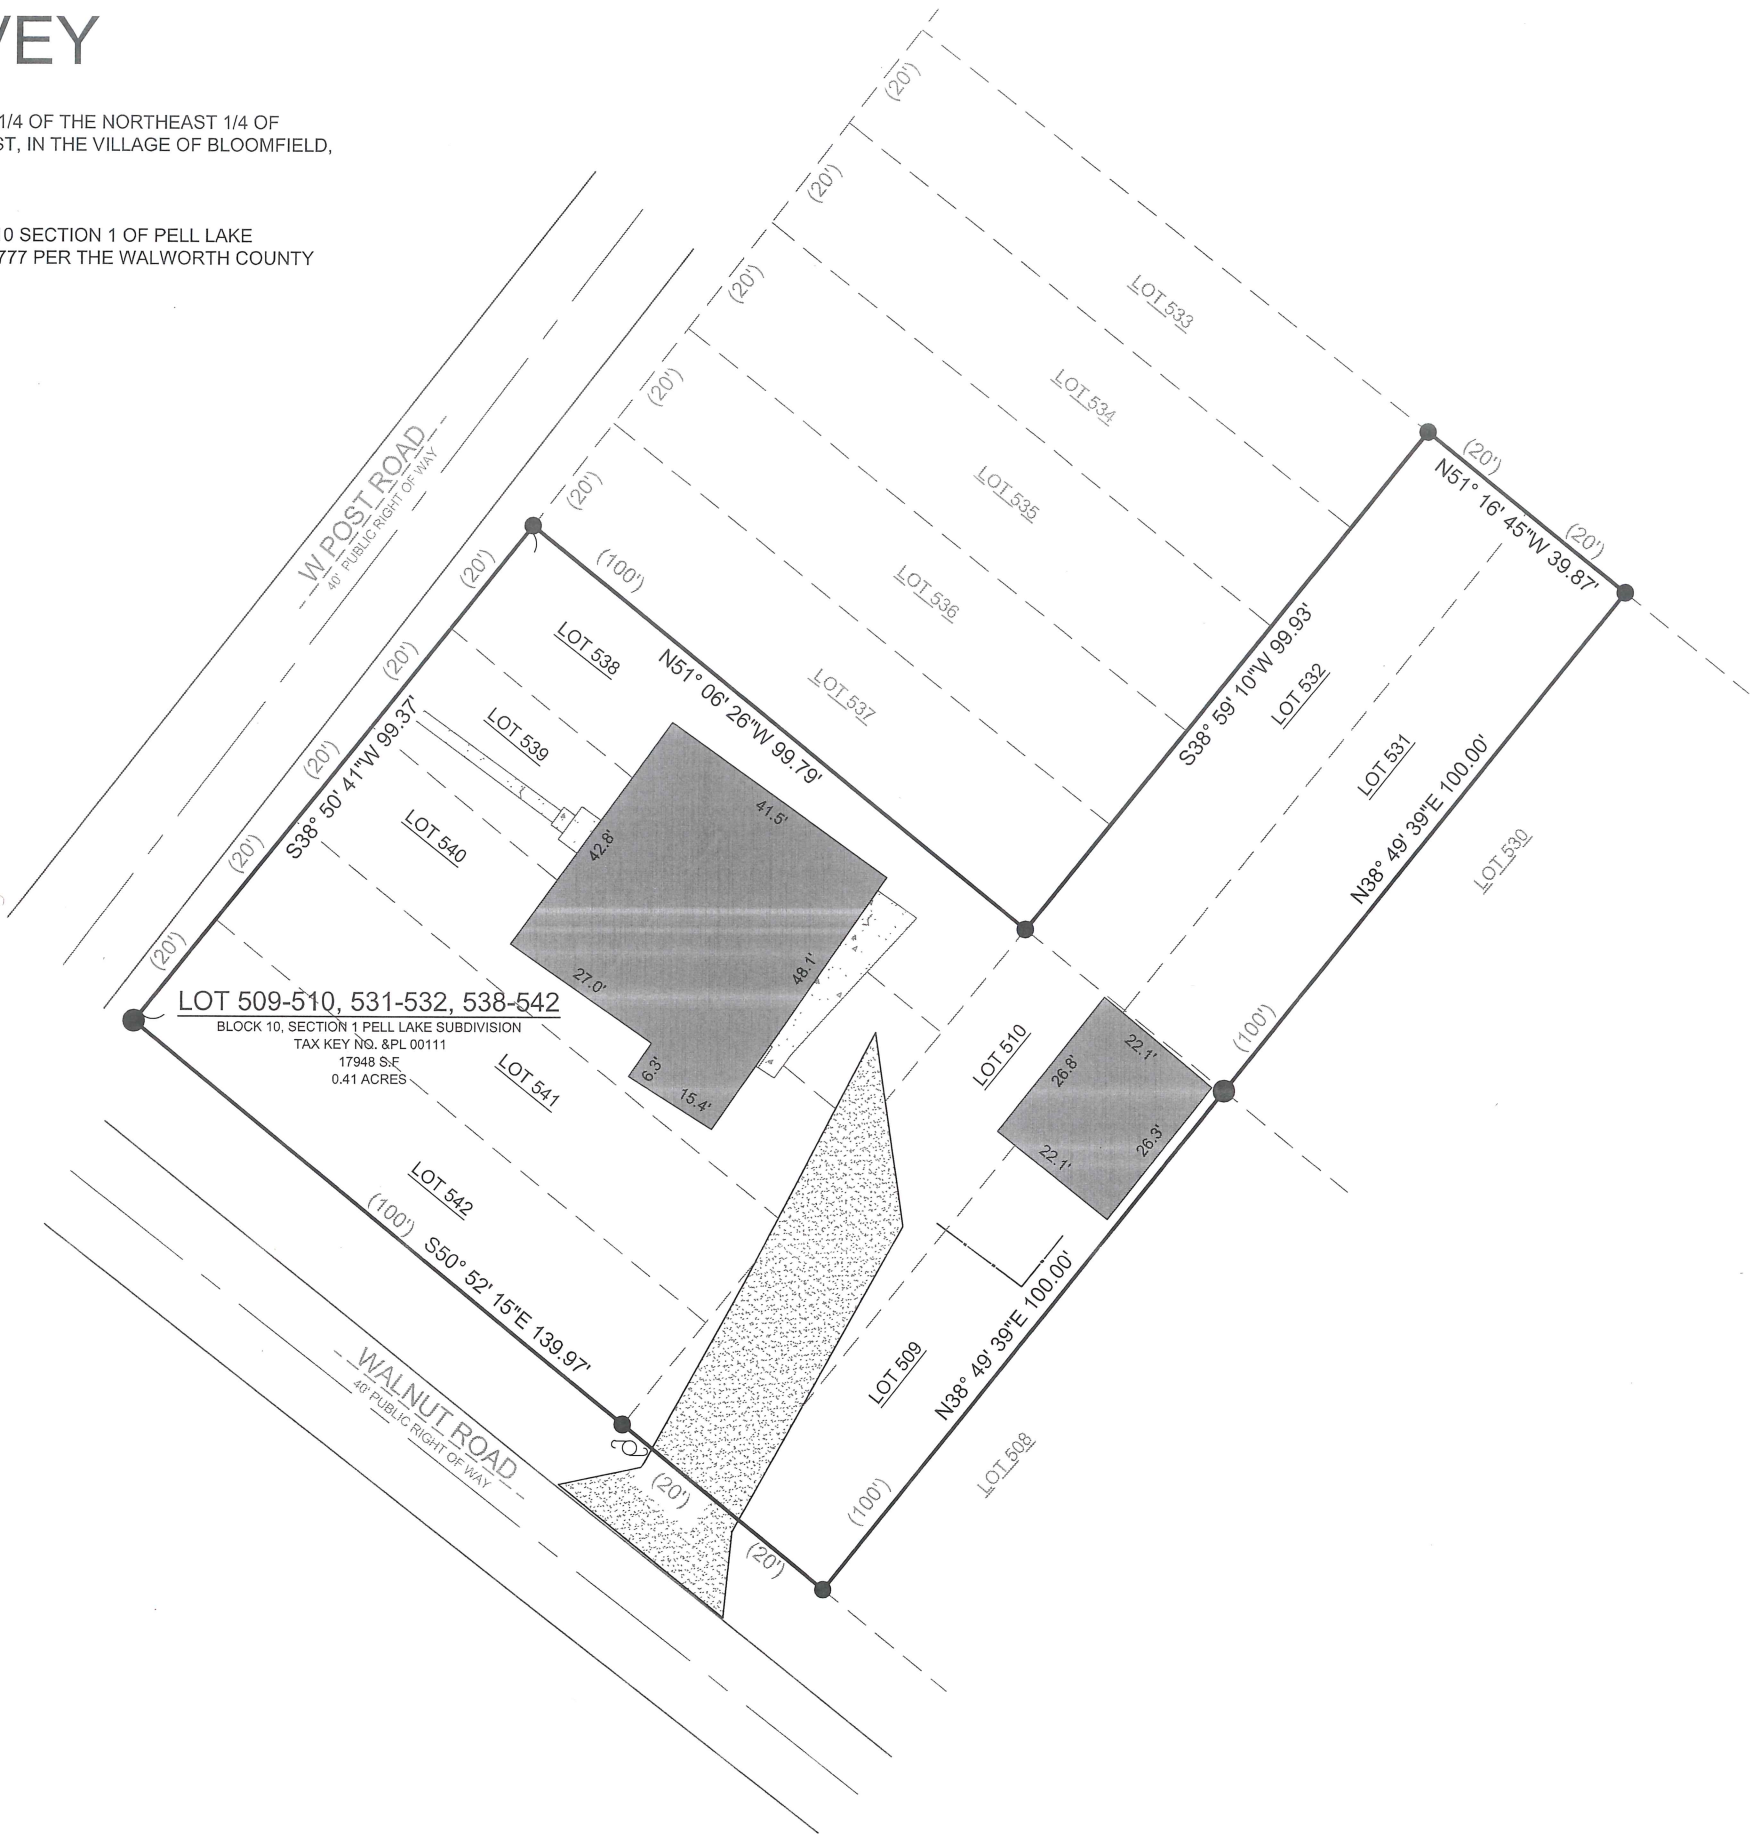 VEY
1/4 OF THE NORTHEAST 1/4 OF
ST, IN THE VILLAGE OF BLOOMFIELD,
0 SECTION 1 OF PELL LAKE
777 PER THE WALWORTH COUNTY
(20')
(20')
(20')
(20')
(20')
LOT 533
LOT 534
LOT 535
LOT 536
LOT 537
W POST ROAD
40' PUBLIC RIGHT OF WAY
(20')
(20')
(20')
(20')
(20')
S38° 50' 41"W 99.37'
(100')
N51° 06' 26"W 99.79'
LOT 538
LOT 539
LOT 540
41.5'
42.8'
48.1'
27.0'
6.3'
15.4'
(20')
N51° 16' 45"W 39.87'
(20')
S38° 59' 10"W 99.93'
LOT 532
LOT 531
N38° 49' 39"E 100.00'
LOT 530
(100')
LOT 509-510, 531-532, 538-542
BLOCK 10, SECTION 1 PELL LAKE SUBDIVISION
TAX KEY NO. &PL 00111
17948 S.F
0.41 ACRES
LOT 541
LOT 542
LOT 510
22.1'
26.8'
26.3'
22.1'
(100')
S50° 52' 15"E 139.97'
WALNUT ROAD
40' PUBLIC RIGHT OF WAY
LOT 509
N38° 49' 39"E 100.00'
LOT 508
(100')
(20')
(20')